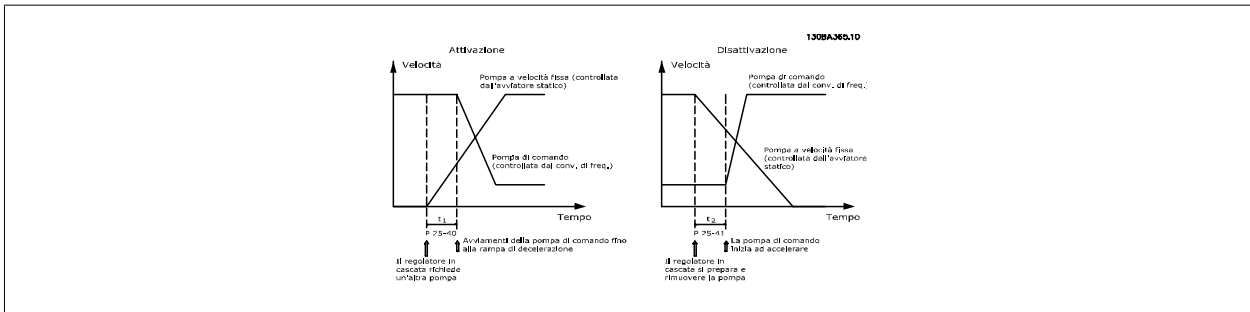 130BA365.10
Attivazione
Velocità
Pompa a velocità fissa (controllata
dall'avviatore statico)
Pompa di comando
(controllata dal conv. di freq.)
Tempo
t1
P 25-40
Avviamenti della pompa di comando fino
alla rampa di decelerazione
Il regolatore in
cascata richiede
un'altra pompa
Disattivazione
Velocità
Pompa di comando
(controllata dal conv. di freq.)
Pompa a velocità fissa
(controllata dall'avviatore
statico)
Tempo
t2
P 25-41
La pompa di comando
inizia ad accelerare
Il regolatore in
cascata si prepara e
rimuovere la pompa